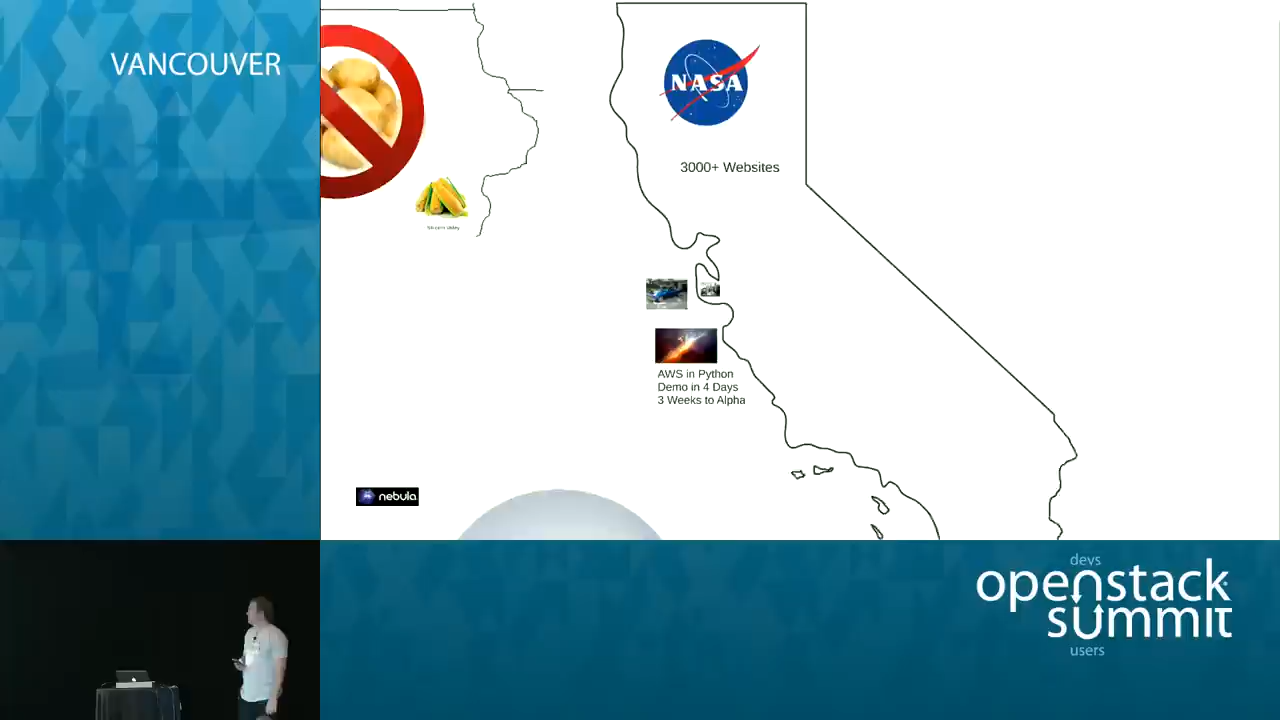 VANCOUVER
NASA
3000+ Websites
AWS in Python
Demo in 4 Days
3 Weeks to Alpha
nebula
devs
openstack
summit
users